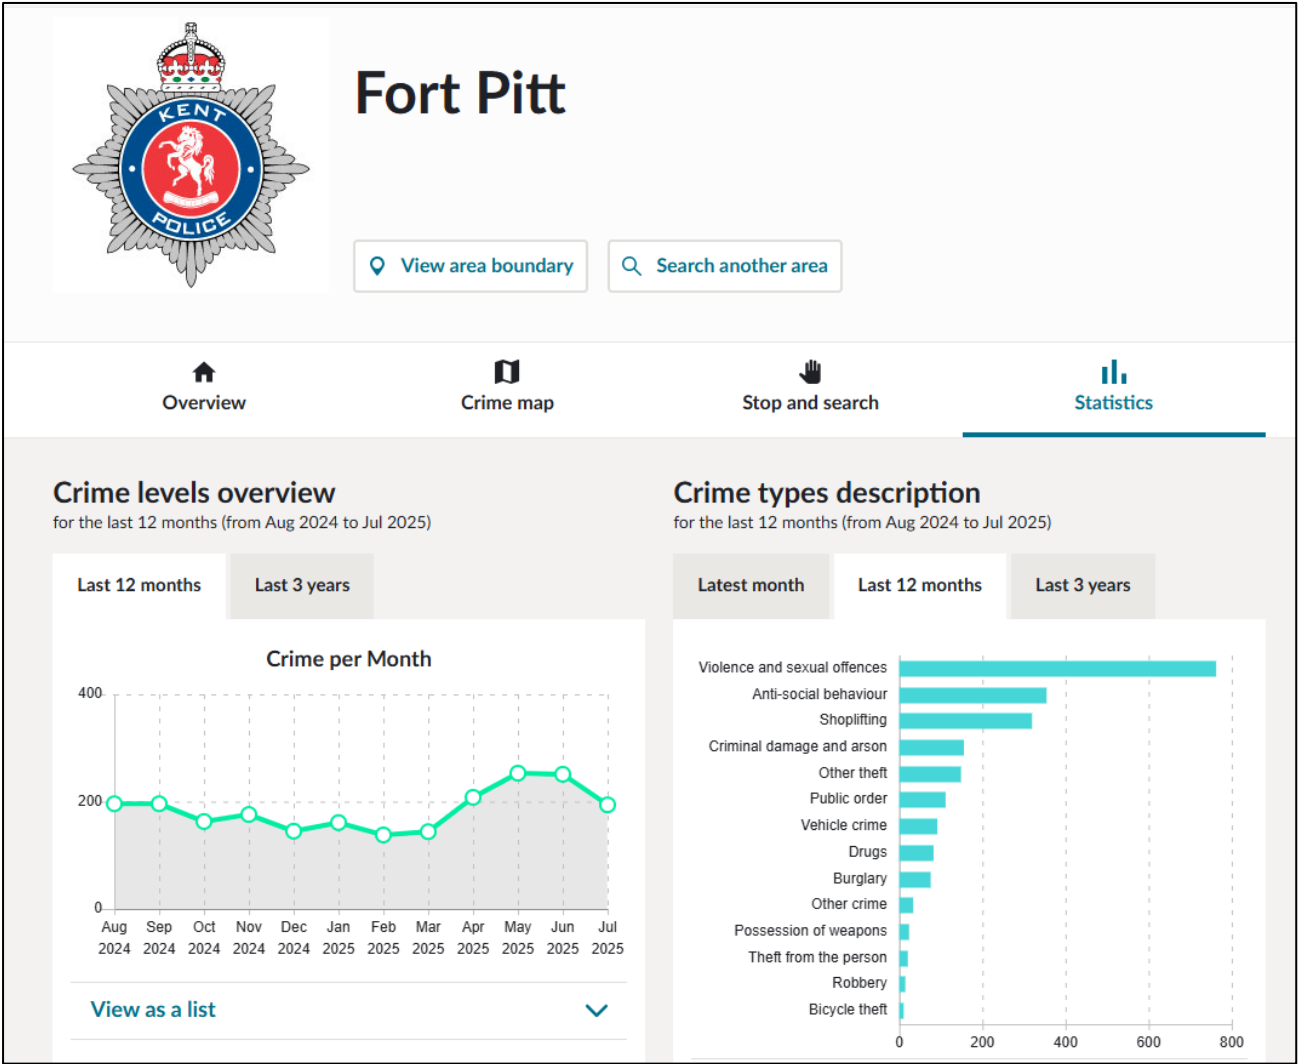 KENT
POLICE
Fort Pitt
View area boundary
Search another area
Overview
Crime map
Stop and search
Statistics
Crime levels overview
for the last 12 months (from Aug 2024 to Jul 2025)
Last 12 months
Last 3 years
Crime per Month
400
200
0
Aug 2024
Sep 2024
Oct 2024
Nov 2024
Dec 2024
Jan 2025
Feb 2025
Mar 2025
Apr 2025
May 2025
Jun 2025
Jul 2025
View as a list
Crime types description
for the last 12 months (from Aug 2024 to Jul 2025)
Latest month
Last 12 months
Last 3 years
Violence and sexual offences
Anti-social behaviour
Shoplifting
Criminal damage and arson
Other theft
Public order
Vehicle crime
Drugs
Burglary
Other crime
Possession of weapons
Theft from the person
Robbery
Bicycle theft
0 200 400 600 800